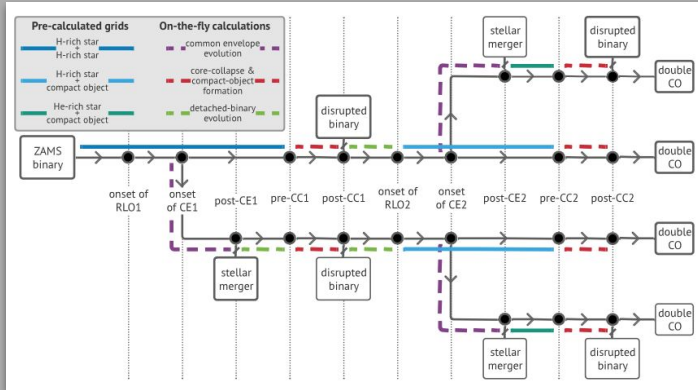 Pre-calculated grids
On-the-fly calculations
H-rich star
+
H-rich star
common envelope
evolution
H-rich star
+
compact object
core-collapse &
compact-object
formation
He-rich star
+
compact object
detached-binary
evolution
stellar
merger
disrupted
binary
double
CO
disrupted
binary
ZAMS
binary
double
CO
onset of
RLO1
onset
of CE1
post-CE1
pre-CC1
post-CC1
onset of
RLO2
onset
of CE2
post-CE2
pre-CC2
post-CC2
double
CO
stellar
merger
disrupted
binary
double
CO
stellar
merger
disrupted
binary